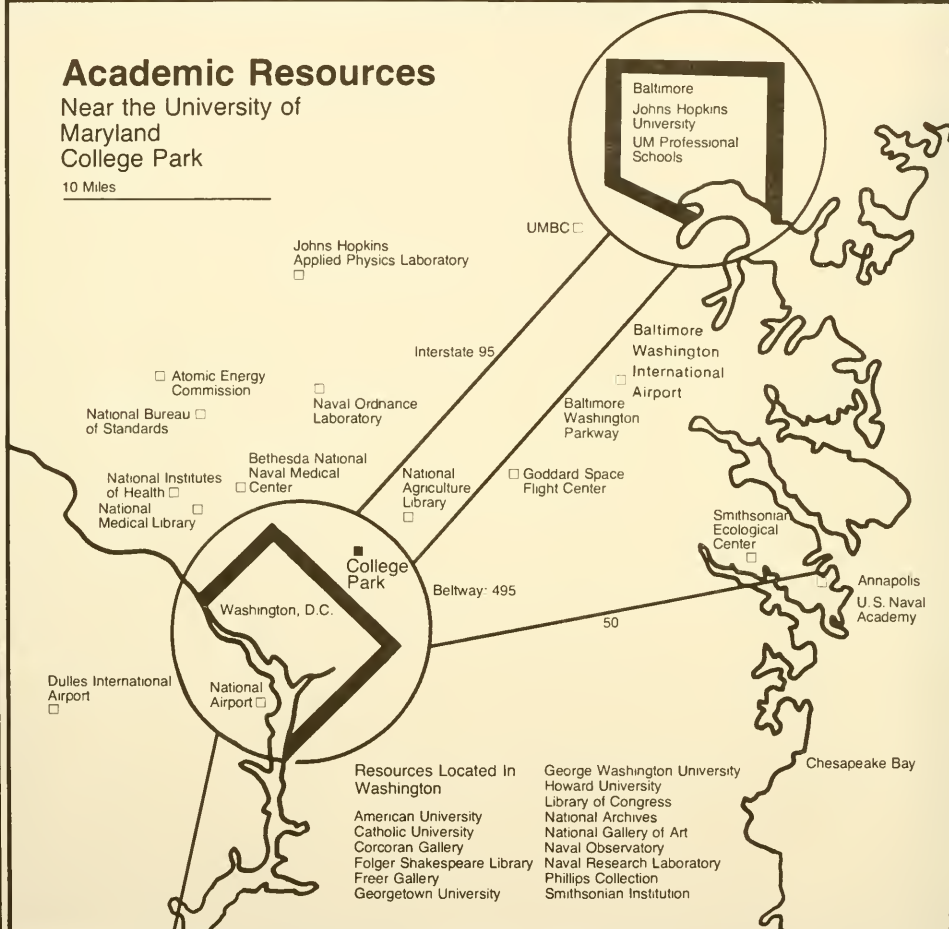 Academic Resources
Near the University of
Maryland
College Park
10 Miles
Baltimore
Johns Hopkins
University
UM Professional
Schools
UMBC
Johns Hopkins
Applied Physics Laboratory
Interstate 95
Baltimore
Washington
International
Airport
Atomic Energy
Commission
National Bureau
of Standards
Naval Ordnance
Laboratory
Baltimore
Washington
Parkway
Bethesda National
Naval Medical
Center
National Institutes
of Health
National
Medical Library
National
Agriculture
Library
Goddard Space
Flight Center
Smithsonian
Ecological
Center
College
Park
Beltway: 495
Annapolis
U.S. Naval
Academy
Washington, D.C.
50
Dulles International
Airport
National
Airport
Chesapeake Bay
Resources Located In
Washington
American University
Catholic University
Corcoran Gallery
Folger Shakespeare Library
Freer Gallery
Georgetown University
George Washington University
Howard University
Library of Congress
National Archives
National Gallery of Art
Naval Observatory
Naval Research Laboratory
Phillips Collection
Smithsonian Institution